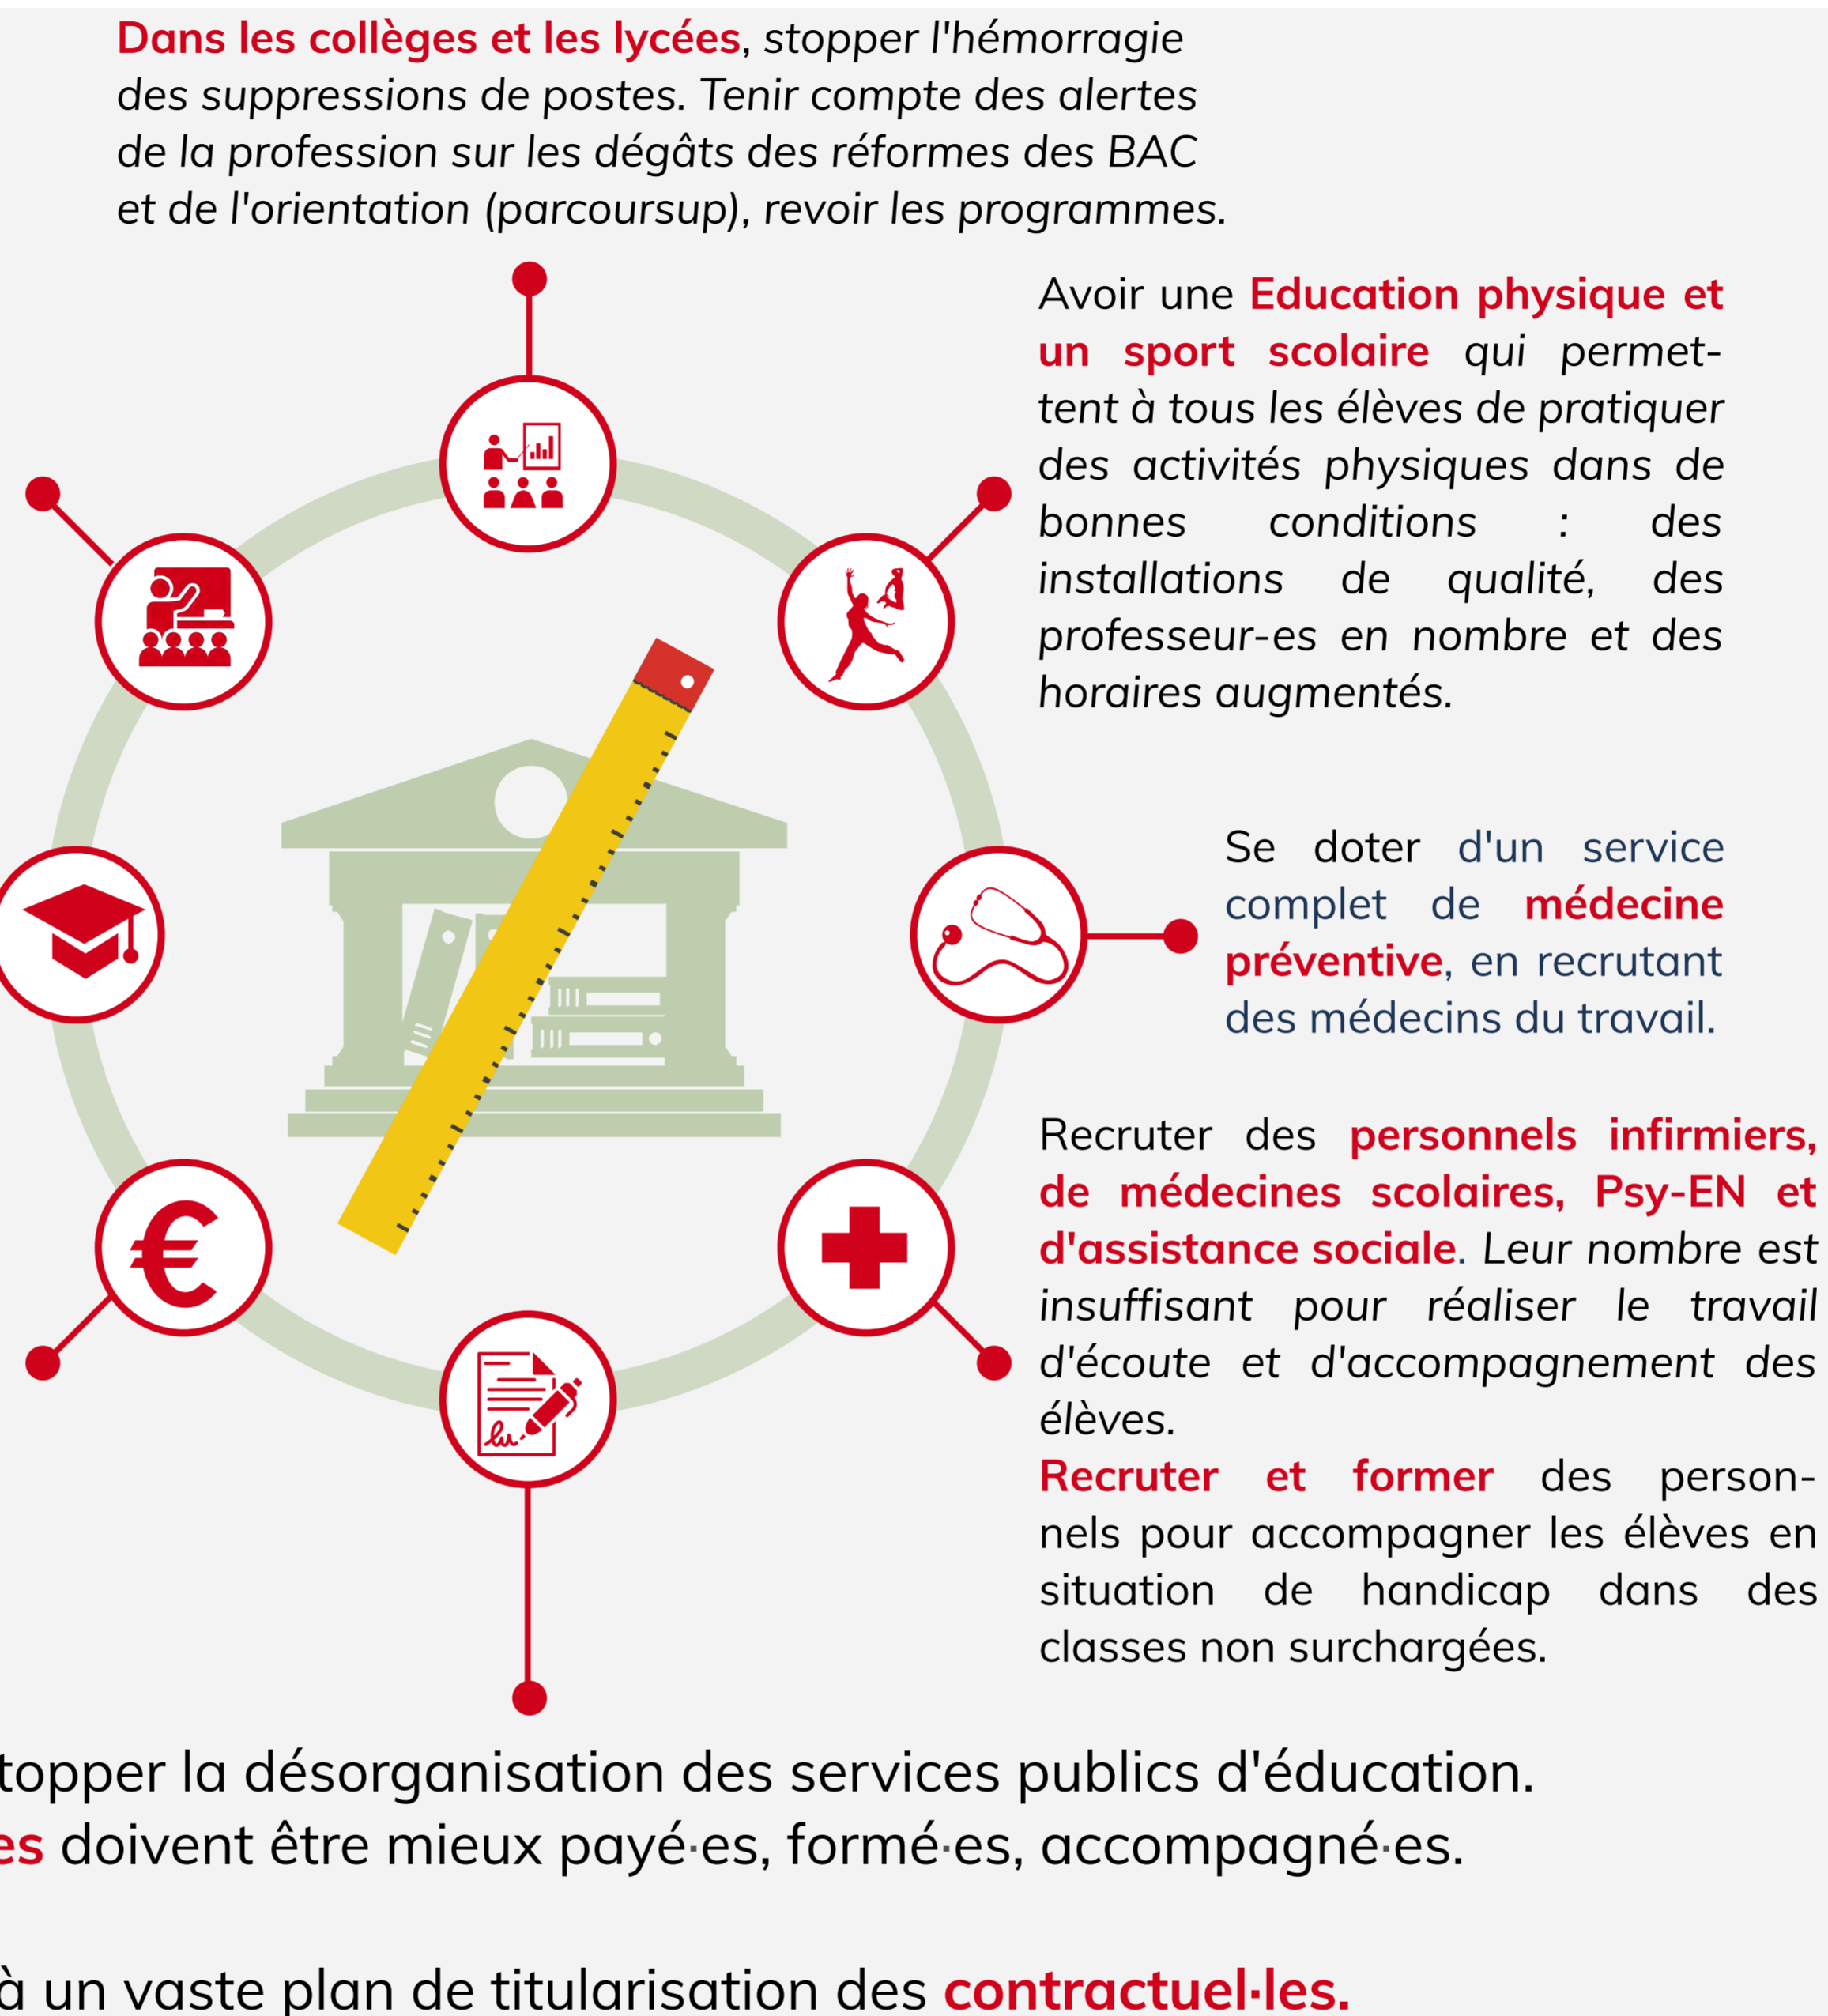 Dans les collèges et les lycées, stopper l'hémorragie
des suppressions de postes. Tenir compte des alertes
de la profession sur les dégâts des réformes des BAC
et de l'orientation (parcoursup), revoir les programmes.
Avoir une Education physique et
un sport scolaire qui permet-
tent à tous les élèves de pratiquer
des activités physiques dans de
bonnes conditions : des
installations de qualité, des
professeur-es en nombre et des
horaires augmentés.
Se doter d'un service
complet de médecine
préventive, en recrutant
des médecins du travail.
Recruter des personnels infirmiers,
de médecines scolaires, Psy-EN et
d'assistance sociale. Leur nombre est
insuffisant pour réaliser le travail
d'écoute et d'accompagnement des
élèves.
Recruter et former des person-
nels pour accompagner les élèves en
situation de handicap dans des
classes non surchargées.
topper la désorganisation des services publics d'éducation.
es doivent être mieux payé·es, formé·es, accompagné·es.
à un vaste plan de titularisation des contractuel·les.